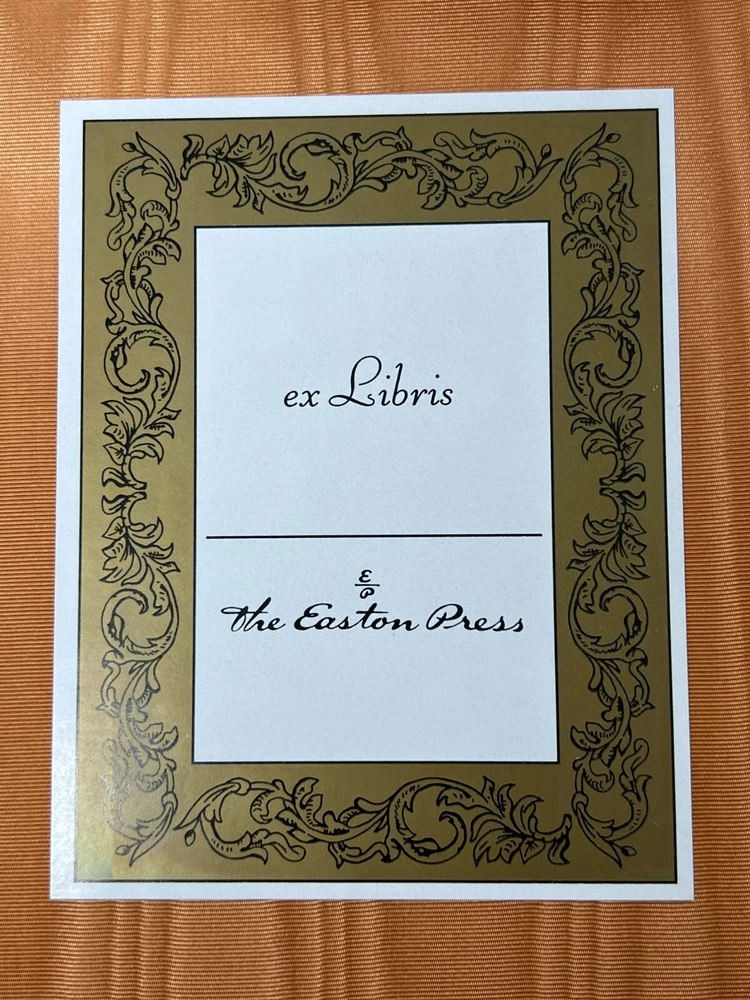 ex Libris
E
P
the Easton Press